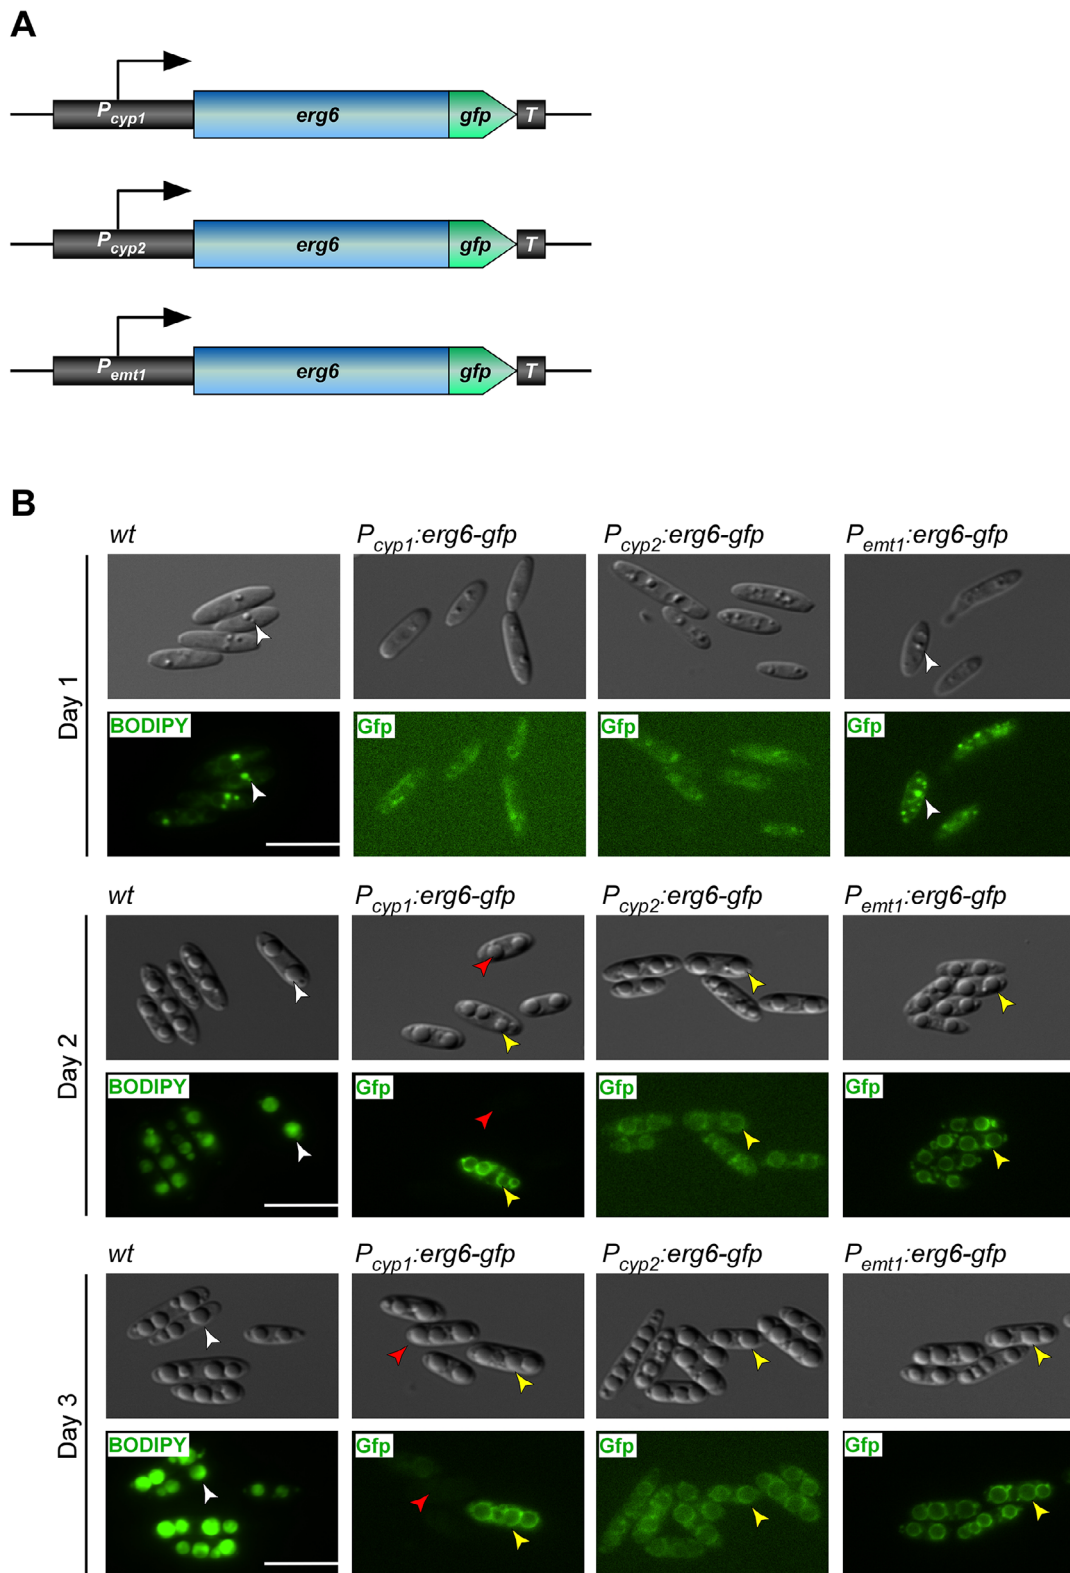 A
Pcyp1 erg6 gfp T
Pcyp2 erg6 gfp T
Pemt1 erg6 gfp T
B
wt Pcyp1:erg6-gfp Pcyp2:erg6-gfp Pemt1:erg6-gfp
Day 1
BODIPY Gfp Gfp Gfp
wt Pcyp1:erg6-gfp Pcyp2:erg6-gfp Pemt1:erg6-gfp
Day 2
BODIPY Gfp Gfp Gfp
wt Pcyp1:erg6-gfp Pcyp2:erg6-gfp Pemt1:erg6-gfp
Day 3
BODIPY Gfp Gfp Gfp